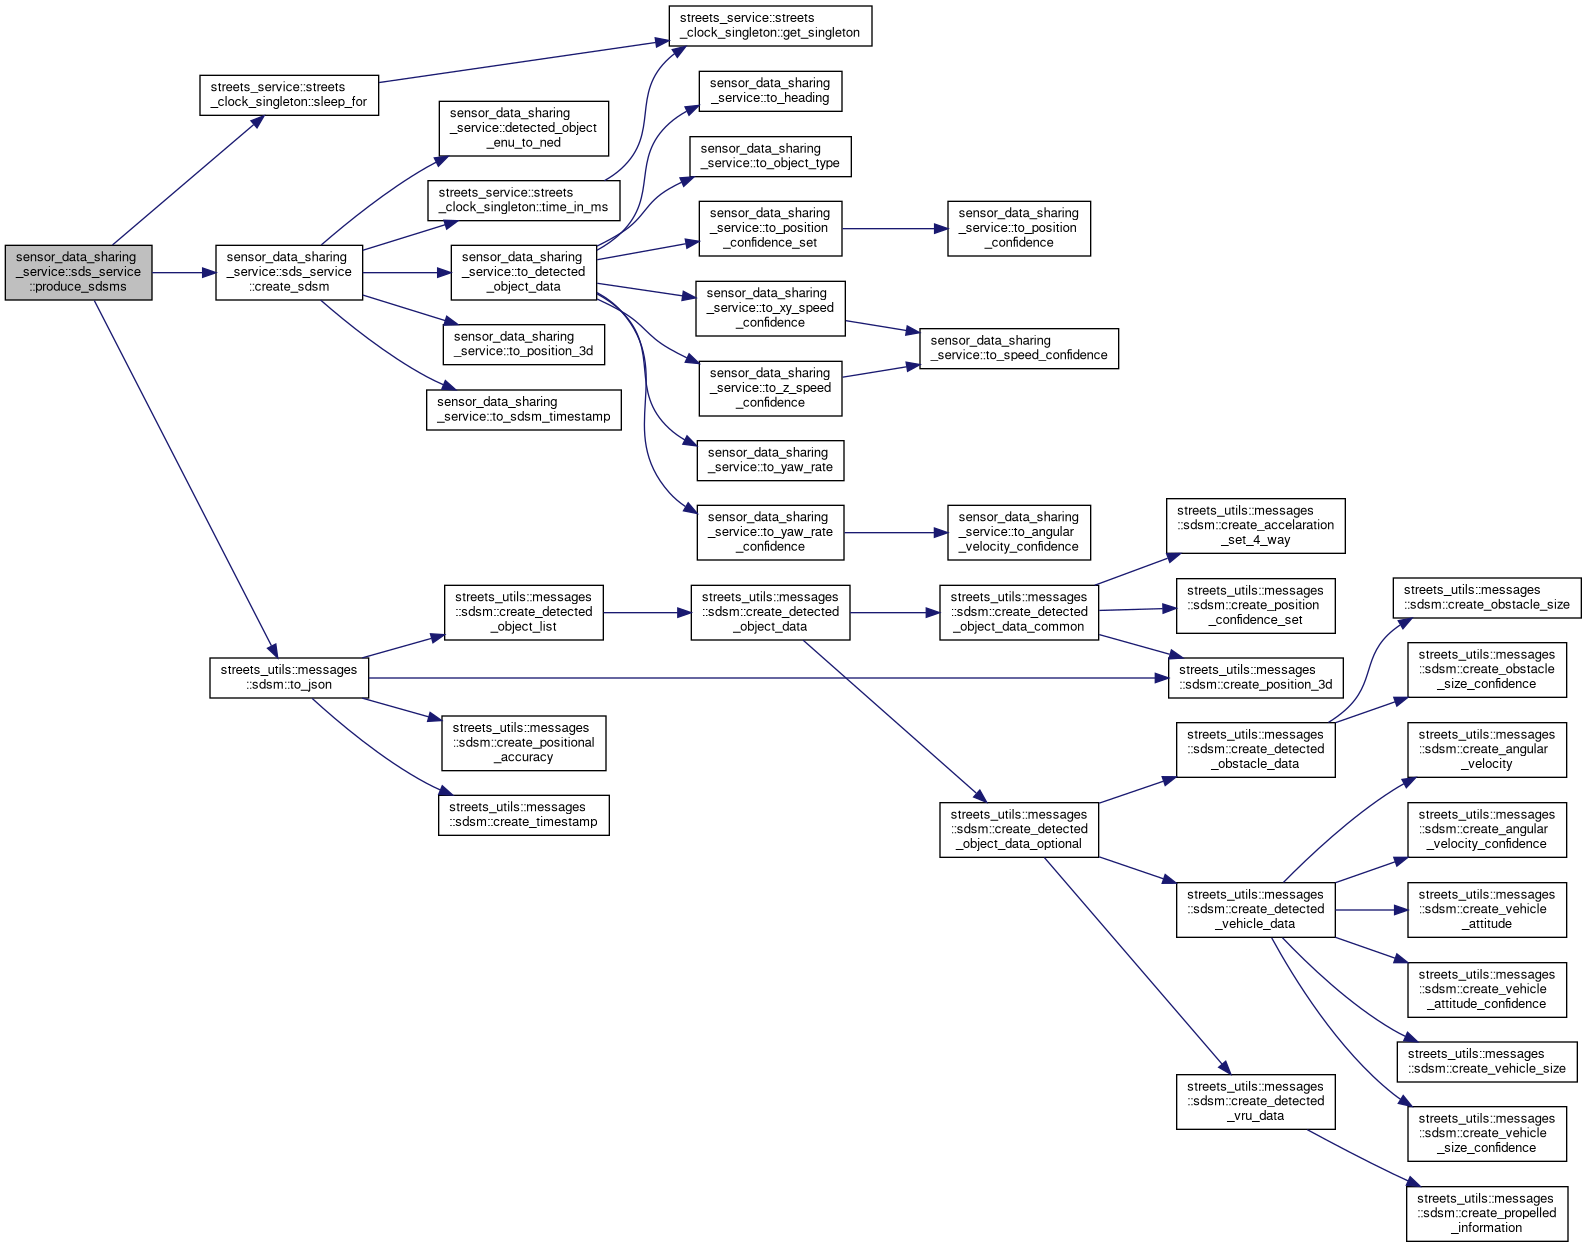 sensor_data_sharing
_service::sds_service
::produce_sdsms
streets_service::streets
_clock_singleton::sleep_for
streets_service::streets
_clock_singleton::get_singleton
sensor_data_sharing
_service::sds_service
::create_sdsm
sensor_data_sharing
_service::detected_object
_enu_to_ned
streets_service::streets
_clock_singleton::time_in_ms
sensor_data_sharing
_service::to_detected
_object_data
sensor_data_sharing
_service::to_position_3d
sensor_data_sharing
_service::to_sdsm_timestamp
sensor_data_sharing
_service::to_heading
sensor_data_sharing
_service::to_object_type
sensor_data_sharing
_service::to_position
_confidence_set
sensor_data_sharing
_service::to_position
_confidence
sensor_data_sharing
_service::to_xy_speed
_confidence
sensor_data_sharing
_service::to_speed_confidence
sensor_data_sharing
_service::to_z_speed
_confidence
sensor_data_sharing
_service::to_yaw_rate
sensor_data_sharing
_service::to_yaw_rate
_confidence
sensor_data_sharing
_service::to_angular
_velocity_confidence
streets_utils::messages
::sdsm::to_json
streets_utils::messages
::sdsm::create_detected
_object_list
streets_utils::messages
::sdsm::create_detected
_object_data
streets_utils::messages
::sdsm::create_detected
_object_data_common
streets_utils::messages
::sdsm::create_accelaration
_set_4_way
streets_utils::messages
::sdsm::create_position
_confidence_set
streets_utils::messages
::sdsm::create_position_3d
streets_utils::messages
::sdsm::create_positional
_accuracy
streets_utils::messages
::sdsm::create_timestamp
streets_utils::messages
::sdsm::create_detected
_object_data_optional
streets_utils::messages
::sdsm::create_detected
_obstacle_data
streets_utils::messages
::sdsm::create_obstacle_size
streets_utils::messages
::sdsm::create_obstacle
_size_confidence
streets_utils::messages
::sdsm::create_detected
_vehicle_data
streets_utils::messages
::sdsm::create_angular
_velocity
streets_utils::messages
::sdsm::create_angular
_velocity_confidence
streets_utils::messages
::sdsm::create_vehicle
_attitude
streets_utils::messages
::sdsm::create_vehicle
_attitude_confidence
streets_utils::messages
::sdsm::create_vehicle_size
streets_utils::messages
::sdsm::create_vehicle
_size_confidence
streets_utils::messages
::sdsm::create_detected
_vru_data
streets_utils::messages
::sdsm::create_propelled
_information